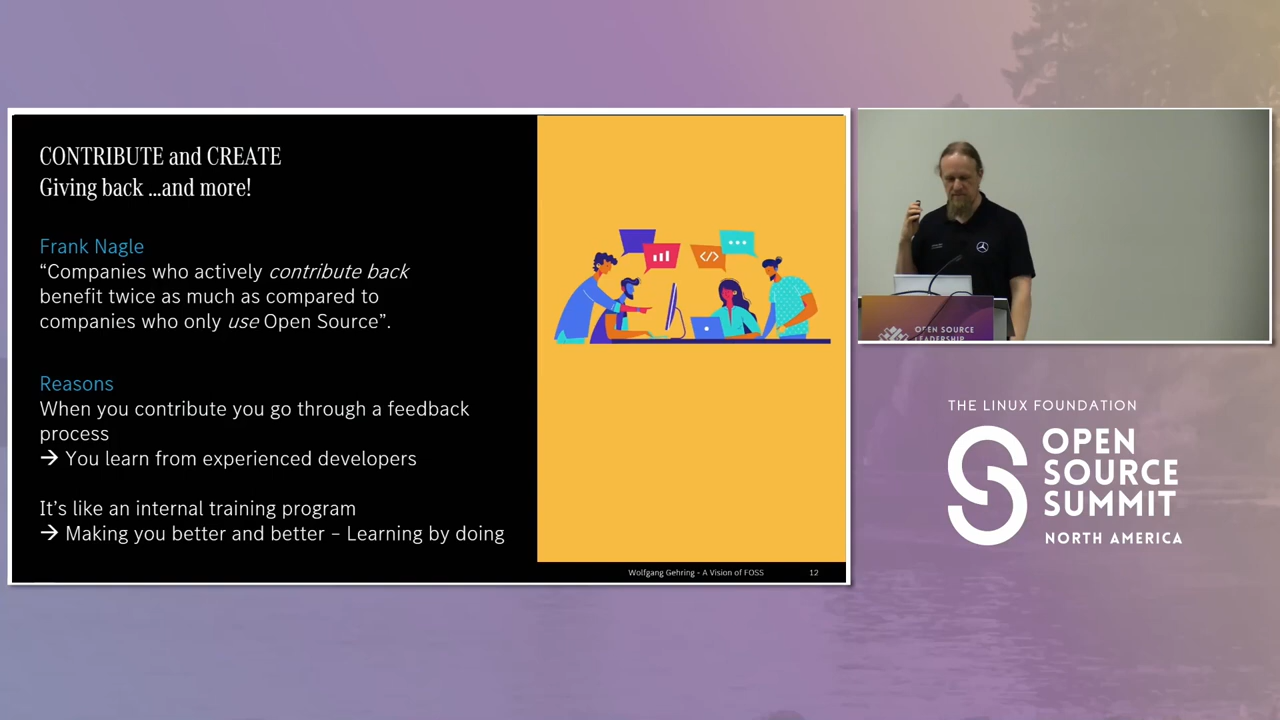 CONTRIBUTE and CREATE
Giving back ...and more!
Frank Nagle
“Companies who actively contribute back
benefit twice as much as compared to
companies who only use Open Source”.
Reasons
When you contribute you go through a feedback
process
→ You learn from experienced developers
It’s like an internal training program
→ Making you better and better – Learning by doing
Wolfgang Gehring - A Vision of FOSS 12
OPEN SOURCE
LEADERSHIP
THE LINUX FOUNDATION
OPEN
SOURCE
SUMMIT
NORTH AMERICA